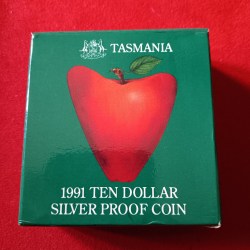 TASMANIA
1991 TEN DOLLAR
SILVER PROOF COIN